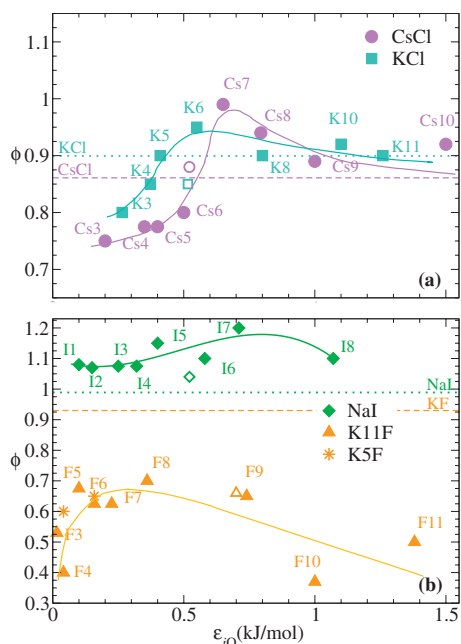 1.1
1
0.9
0.8
0.7
ϕ
CsCl
KCl
Cs7
K6
Cs8
K10
Cs10
K5
KCl
CsCl
K4
K8
Cs9
K11
K3
Cs6
Cs3
Cs4
Cs5
(a)
1.2
1.1
1
0.9
0.8
0.7
0.6
0.5
0.4
0.3
ϕ
I1
I2
I3
I4
I5
I7
I6
I8
NaI
KF
NaI
K11F
K5F
F5
F6
F8
F9
F7
F3
F4
F11
F10
(b)
0
0.5
1
1.5
ε_iO(kJ/mol)